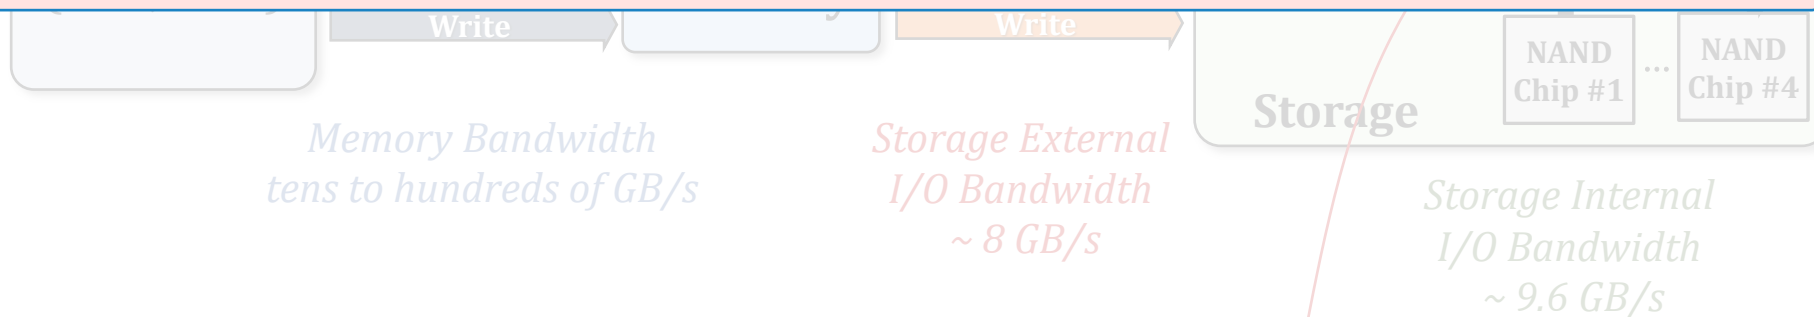 Write
Write
NAND
Chip #1
...
NAND
Chip #4
Storage
Memory Bandwidth
tens to hundreds of GB/s
Storage External
I/O Bandwidth
~ 8 GB/s
Storage Internal
I/O Bandwidth
~ 9.6 GB/s